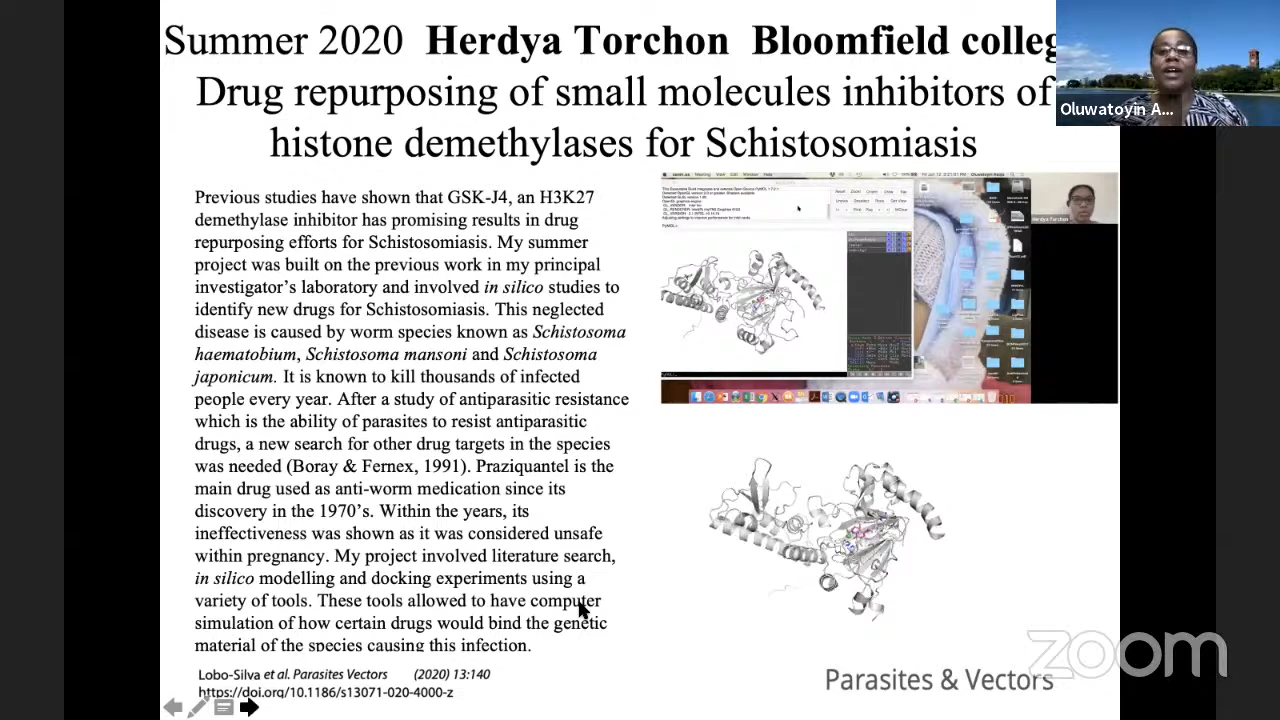 Summer 2020 Herdya Torchon Bloomfield colleg
Drug repurposing of small molecules inhibitors of
histone demethylases for Schistosomiasis
Oluwatoyin A...
Previous studies have shown that GSK-J4, an H3K27
demethylase inhibitor has promising results in drug
repurposing efforts for Schistosomiasis. My summer
project was built on the previous work in my principal
investigator's laboratory and involved in silico studies to
identify new drugs for Schistosomiasis. This neglected
disease is caused by worm species known as Schistosoma
haematobium, Schistosoma mansoni and Schistosoma
japonicum. It is known to kill thousands of infected
people every year. After a study of antiparasitic resistance
which is the ability of parasites to resist antiparasitic
drugs, a new search for other drug targets in the species
was needed (Boray & Fernex, 1991). Praziquantel is the
main drug used as anti-worm medication since its
discovery in the 1970's. Within the years, its
ineffectiveness was shown as it was considered unsafe
within pregnancy. My project involved literature search,
in silico modelling and docking experiments using a
variety of tools. These tools allowed to have computer
simulation of how certain drugs would bind the genetic
material of the species causing this infection.
Herdya Torchon
Lobo-Silva et al. Parasites Vectors (2020) 13:140
https://doi.org/10.1186/s13071-020-4000-z
Parasites & Vectors
zoom